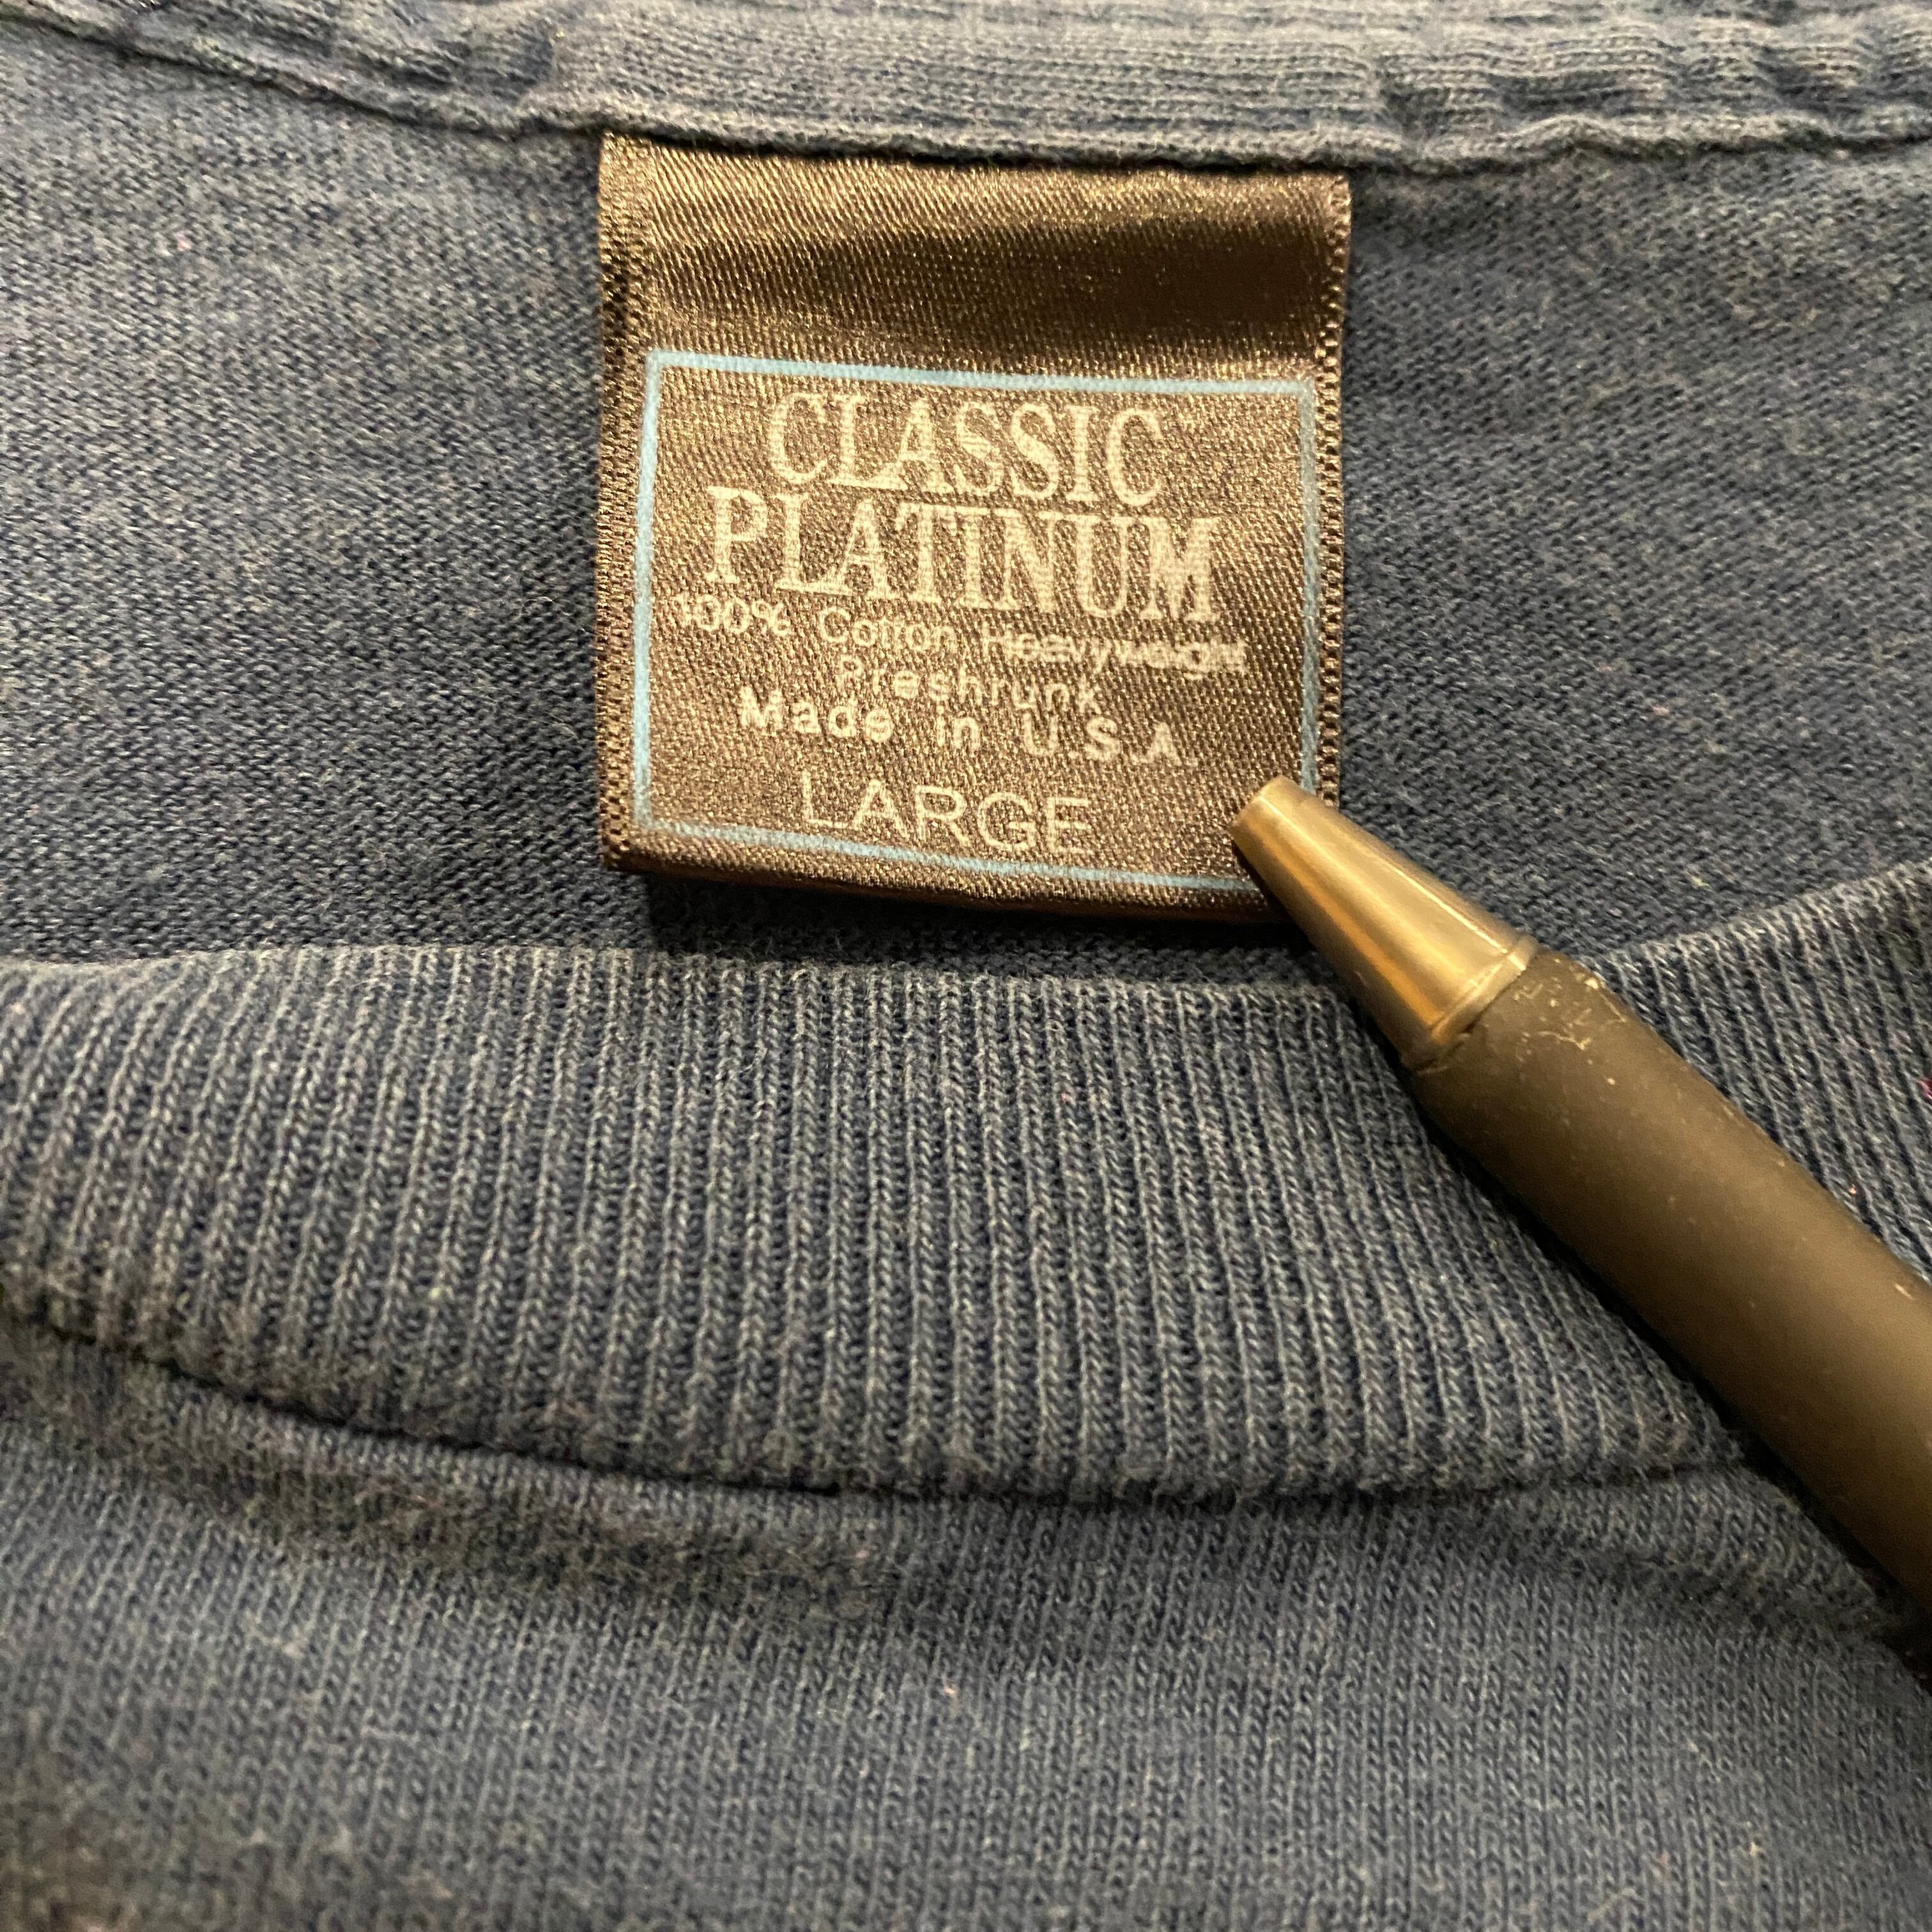 CLASSIC
PLATINUM
100% Cotton Heavyweight
Preshrunk
Made in U.S.A.
LARGE